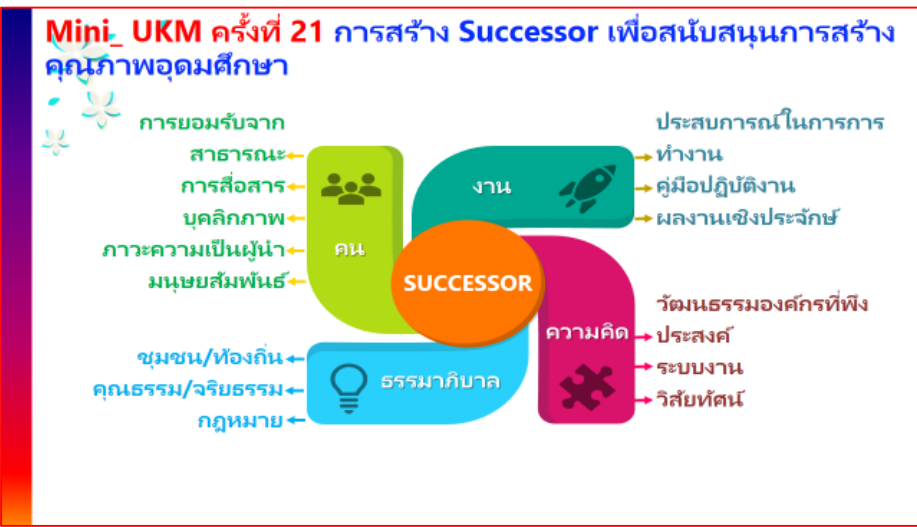 Mini_ UKM ครั้งที่ 21 การสร้าง Successor เพื่อสนับสนุนการสร้าง
คุณภาพอุดมศึกษา
การยอมรับจาก
สาธารณะ
การสื่อสาร
บุคลิกภาพ
ภาวะความเป็นผู้นำ
มนุษยสัมพันธ์
คน
งาน
ประสบการณ์ในการการ
ทำงาน
คู่มือปฏิบัติงาน
ผลงานเชิงประจักษ์
SUCCESSOR
ชุมชน/ท้องถิ่น
คุณธรรม/จริยธรรม
กฎหมาย
ธรรมาภิบาล
ความคิด
วัฒนธรรมองค์กรที่พึง
ประสงค์
ระบบงาน
วิสัยทัศน์